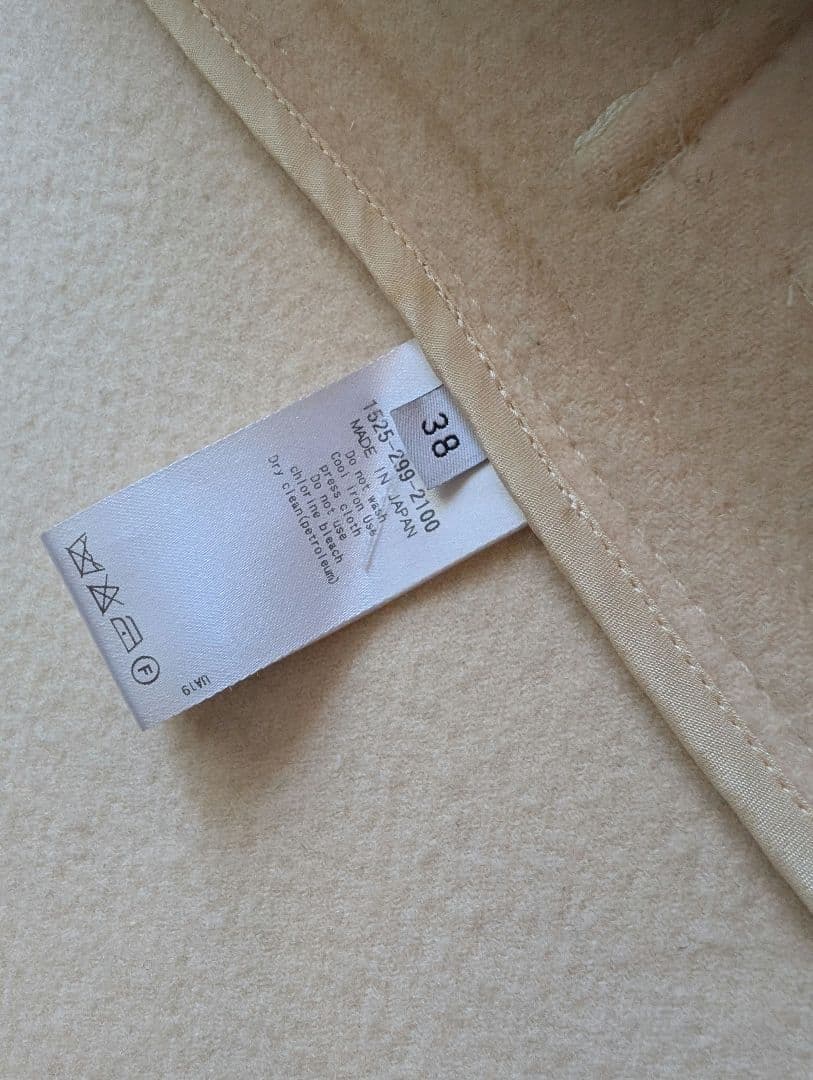 38
1525-299-2100
MADE IN JAPAN
Do not wash
Cool iron Use
press cloth
Do not use
chlorine bleach
Dry clean(petroleum)
F
UA19